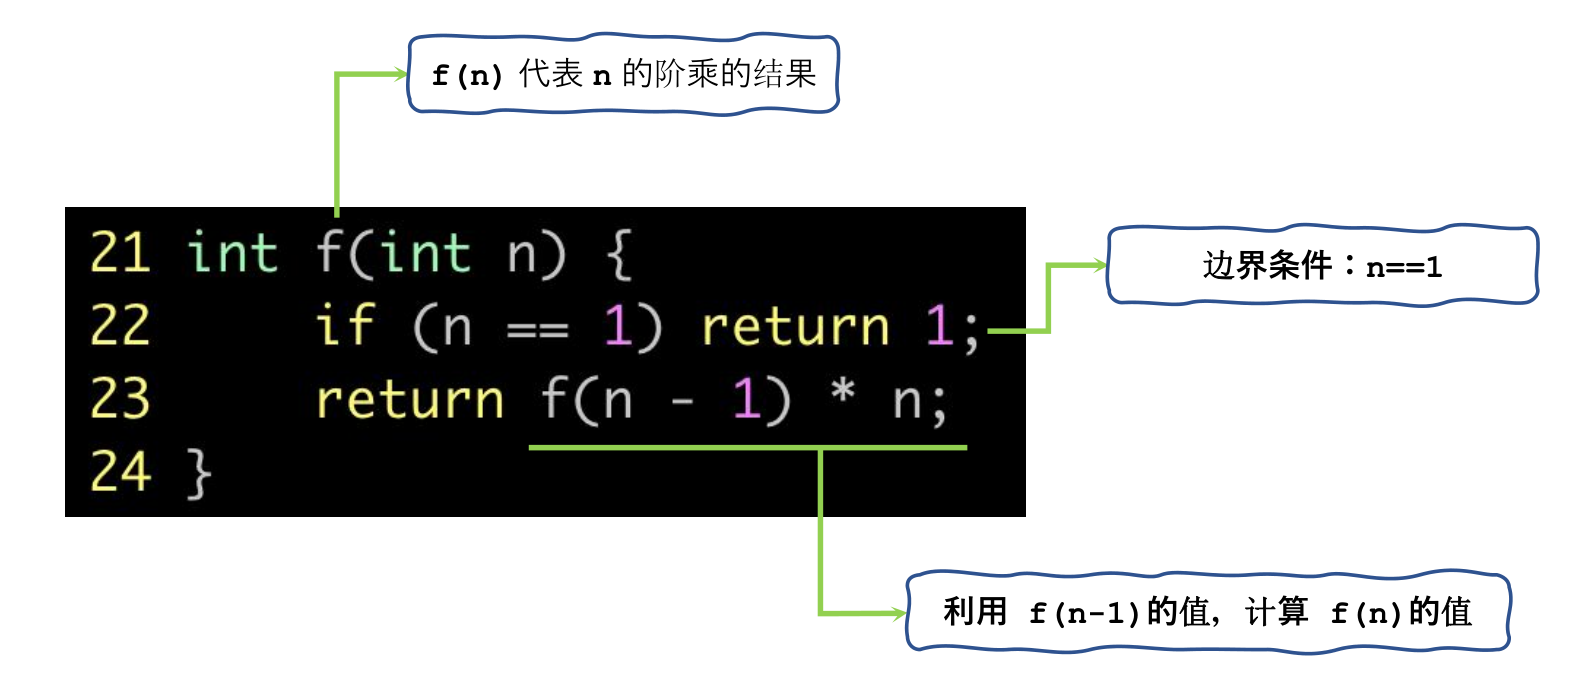 f(n) 代表 n 的阶乘的结果
21 int f(int n) {
22     if (n == 1) return 1;
边界条件：n==1
23     return f(n - 1) * n;
24 }
利用 f(n-1)的值，计算 f(n)的值